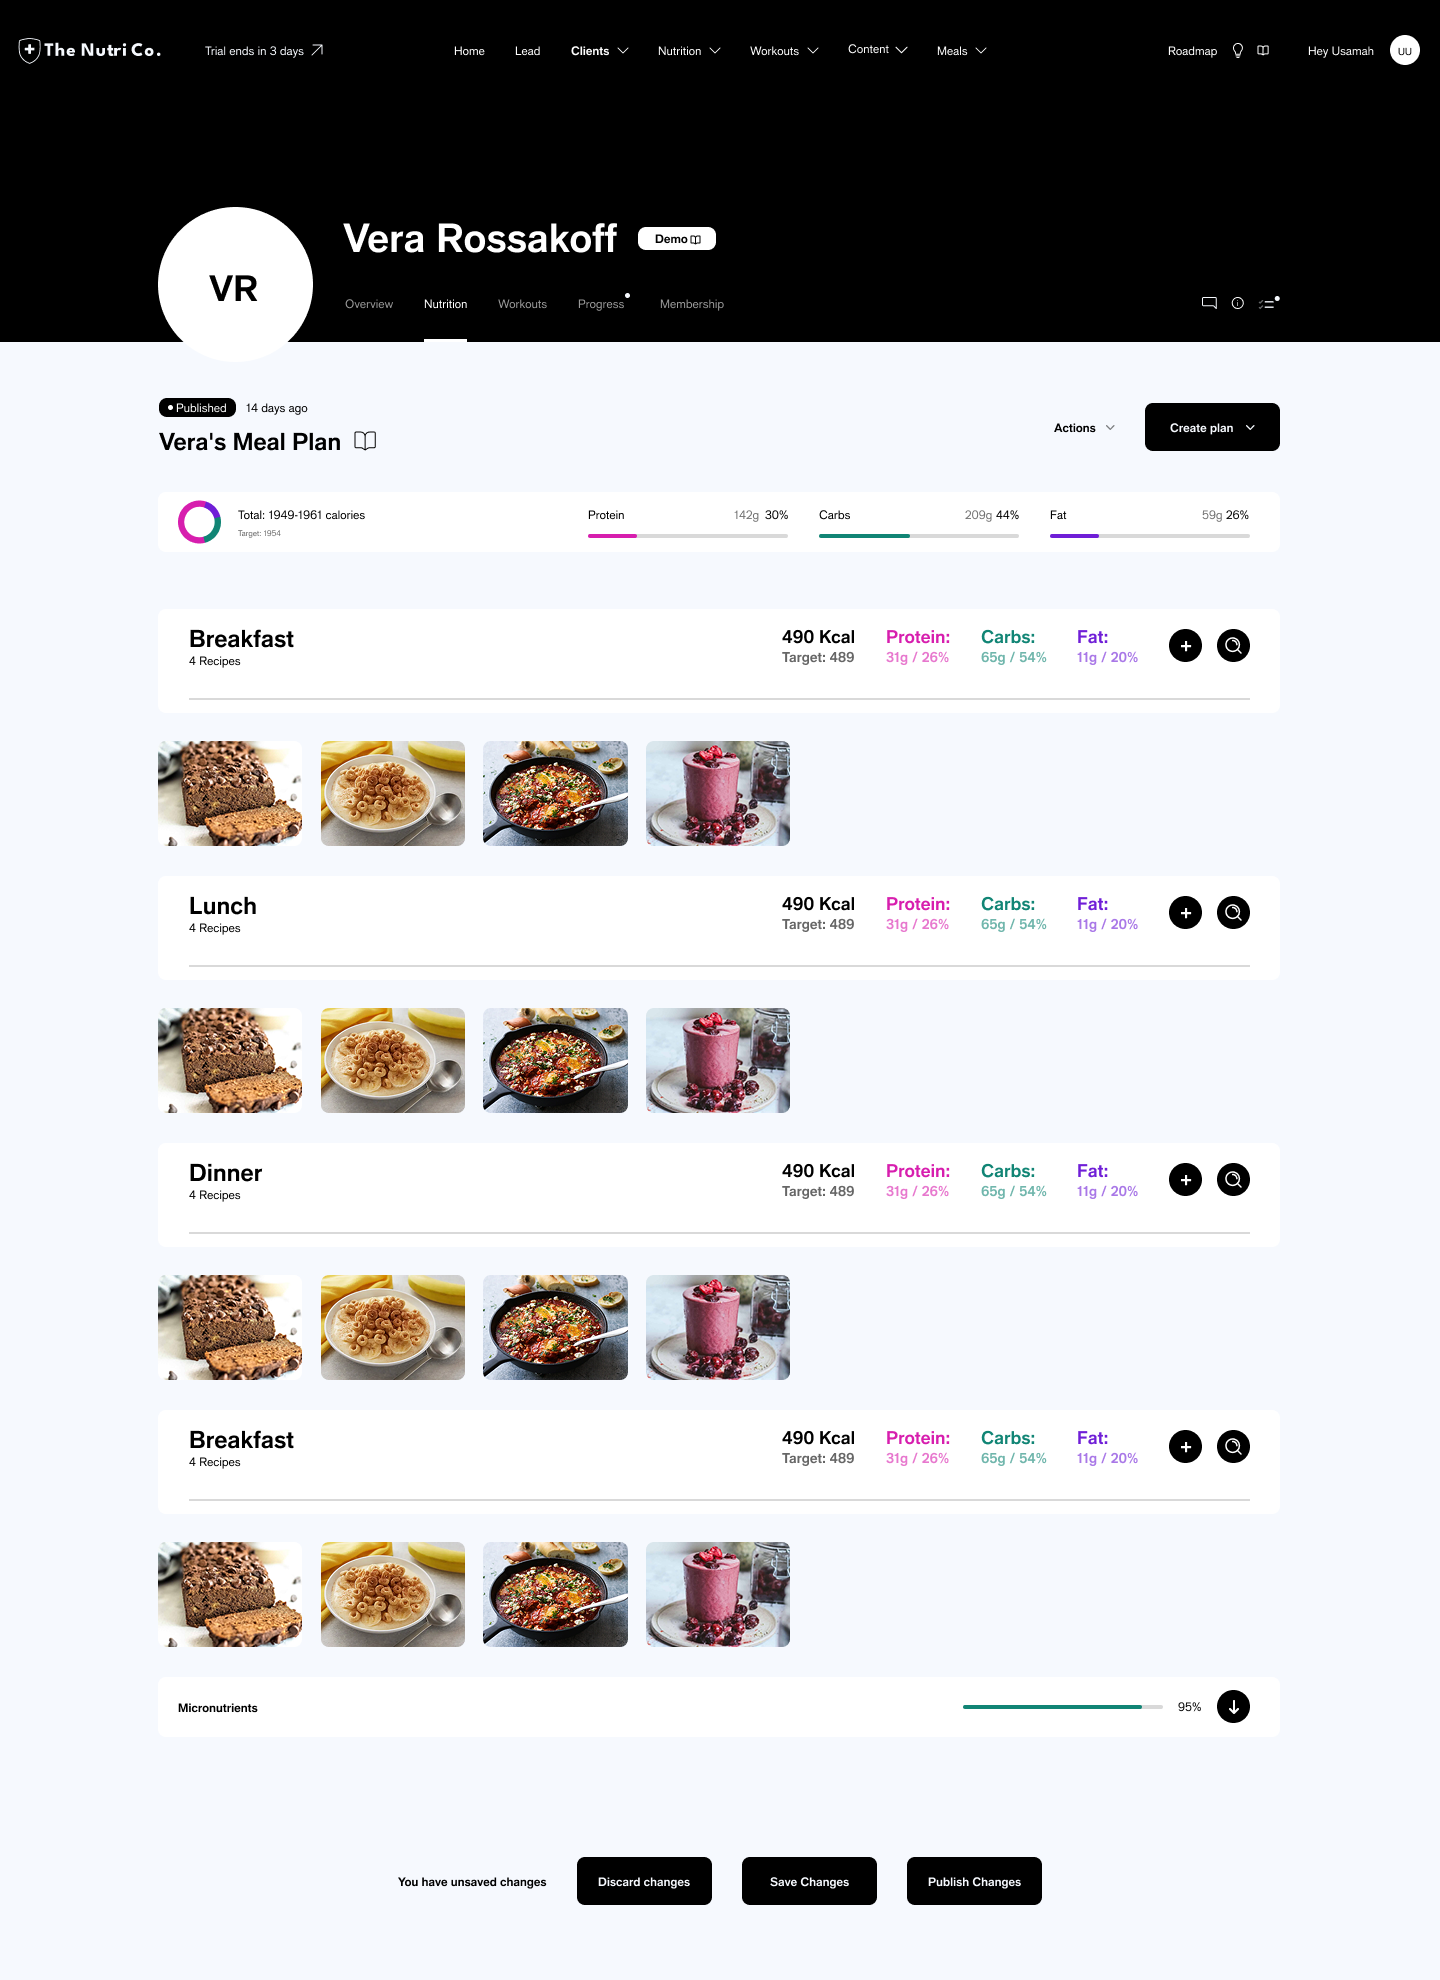 The Nutri Co.
Trial ends in 3 days
Home
Lead
Clients
Nutrition
Workouts
Content
Meals
Roadmap
Hey Usamah
UU
VR
Vera Rossakoff
Demo
Overview
Nutrition
Workouts
Progress
Membership
Published
14 days ago
Vera's Meal Plan
Actions
Create plan
Total: 1949-1961 calories
Target: 1954
Protein
142g 30%
Carbs
209g 44%
Fat
59g 26%
Breakfast
4 Recipes
490 Kcal
Target: 489
Protein:
31g / 26%
Carbs:
65g / 54%
Fat:
11g / 20%
Lunch
4 Recipes
490 Kcal
Target: 489
Protein:
31g / 26%
Carbs:
65g / 54%
Fat:
11g / 20%
Dinner
4 Recipes
490 Kcal
Target: 489
Protein:
31g / 26%
Carbs:
65g / 54%
Fat:
11g / 20%
Breakfast
4 Recipes
490 Kcal
Target: 489
Protein:
31g / 26%
Carbs:
65g / 54%
Fat:
11g / 20%
Micronutrients
95%
You have unsaved changes
Discard changes
Save Changes
Publish Changes